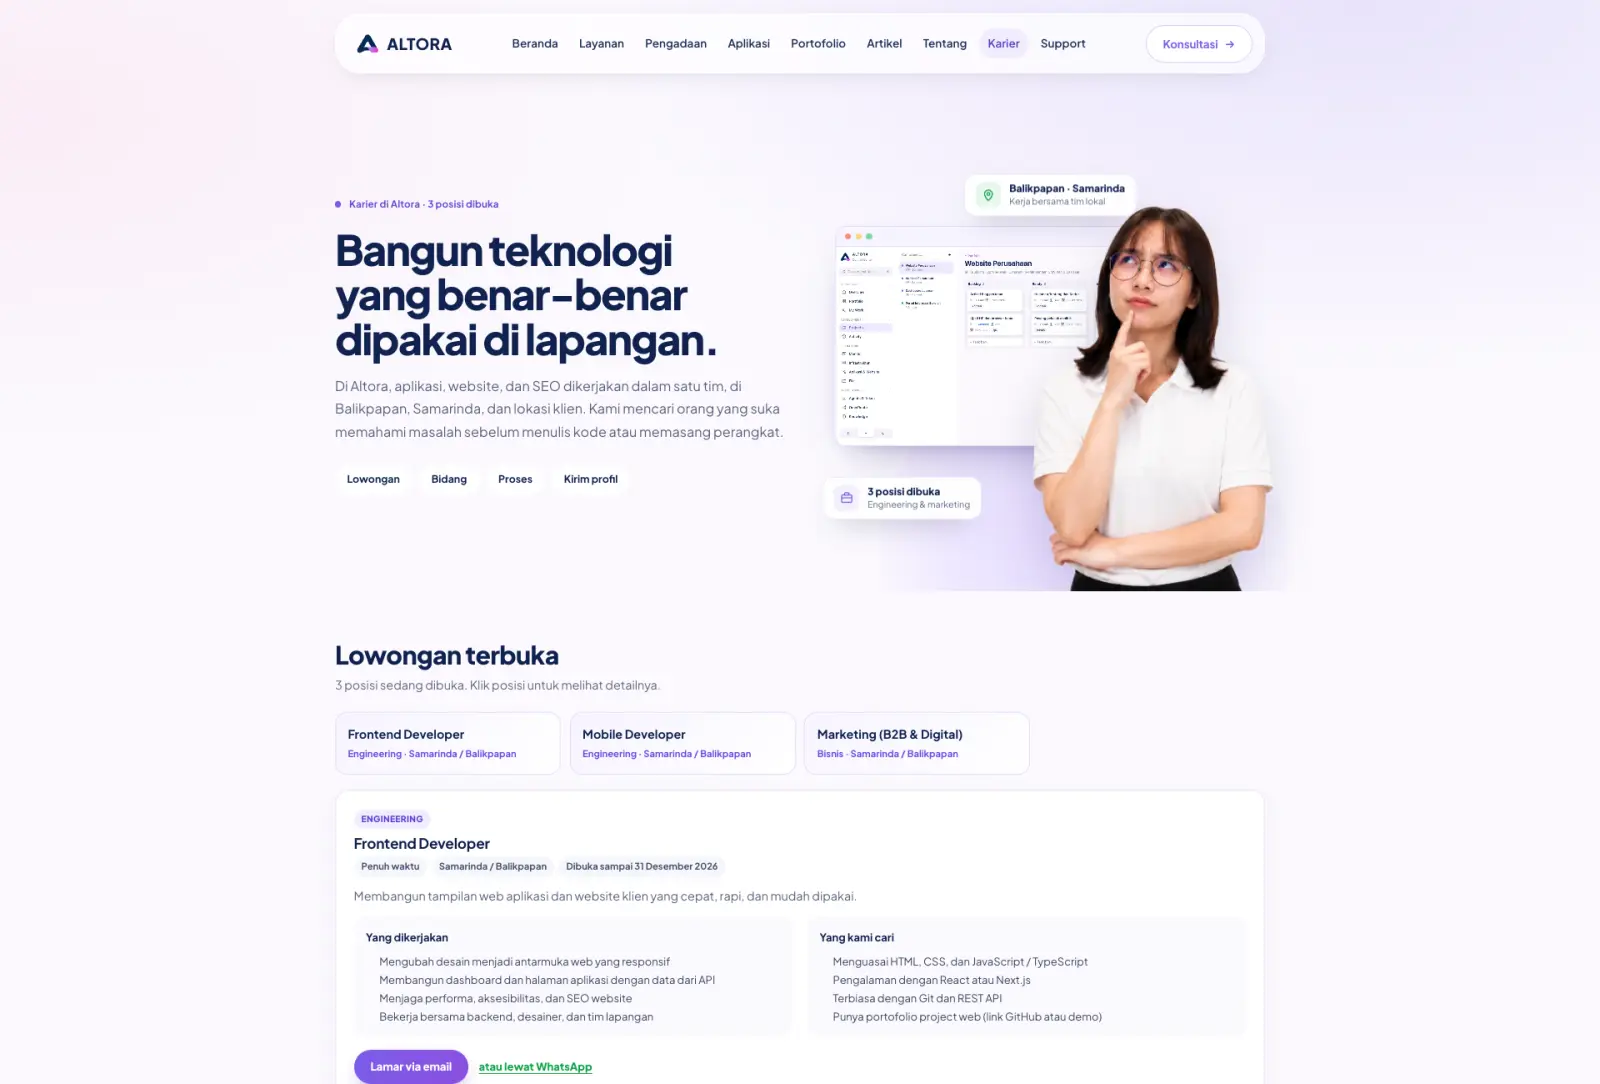 ALTORA
Beranda
Layanan
Pengadaan
Aplikasi
Portofolio
Artikel
Tentang
Karier
Support
Konsultasi →
Karier di Altora · 3 posisi dibuka
Bangun teknologi
yang benar-benar
dipakai di lapangan.
Di Altora, aplikasi, website, dan SEO dikerjakan dalam satu tim, di
Balikpapan, Samarinda, dan lokasi klien. Kami mencari orang yang suka
memahami masalah sebelum menulis kode atau memasang perangkat.
Lowongan
Bidang
Proses
Kirim profil
Balikpapan · Samarinda
Kerja bersama tim lokal
Website Perusahaan
3 posisi dibuka
Engineering & marketing
Lowongan terbuka
3 posisi sedang dibuka. Klik posisi untuk melihat detailnya.
Frontend Developer
Engineering · Samarinda / Balikpapan
Mobile Developer
Engineering · Samarinda / Balikpapan
Marketing (B2B & Digital)
Bisnis · Samarinda / Balikpapan
ENGINEERING
Frontend Developer
Penuh waktu
Samarinda / Balikpapan
Dibuka sampai 31 Desember 2026
Membangun tampilan web aplikasi dan website klien yang cepat, rapi, dan mudah dipakai.
Yang dikerjakan
Mengubah desain menjadi antarmuka web yang responsif
Membangun dashboard dan halaman aplikasi dengan data dari API
Menjaga performa, aksesibilitas, dan SEO website
Bekerja bersama backend, desainer, dan tim lapangan
Yang kami cari
Menguasai HTML, CSS, dan JavaScript / TypeScript
Pengalaman dengan React atau Next.js
Terbiasa dengan Git dan REST API
Punya portofolio project web (link GitHub atau demo)
Lamar via email
atau lewat WhatsApp